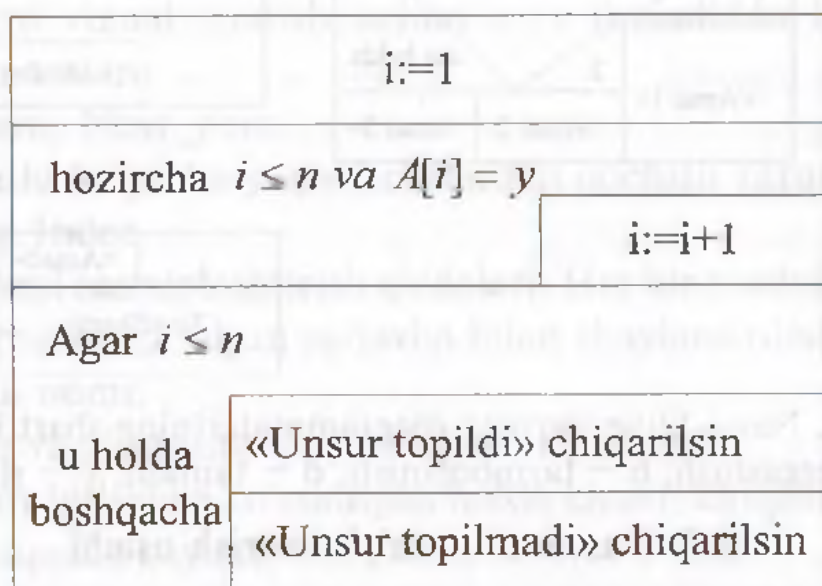 i:=1
hozircha i ≤ n va A[i] = y
i:=i+1
Agar i ≤ n
u holda «Unsur topildi» chiqarilsin
boshqacha «Unsur topilmadi» chiqarilsin